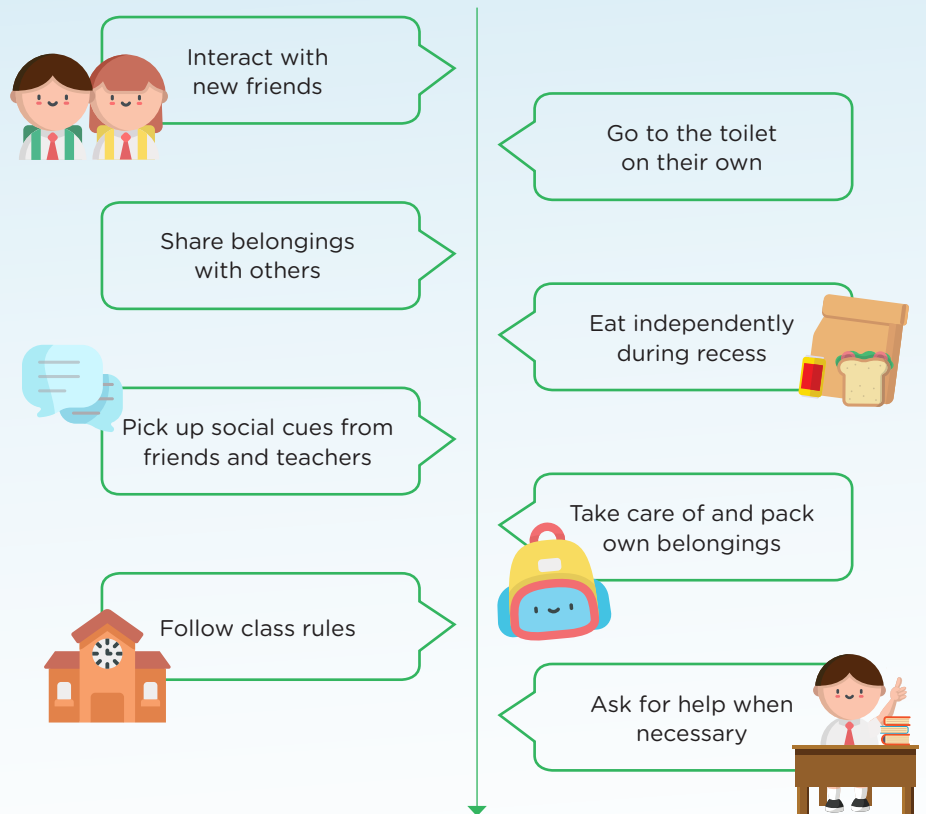 Interact with
new friends
Go to the toilet
on their own
Share belongings
with others
Eat independently
during recess
Pick up social cues from
friends and teachers
Take care of and pack
own belongings
Follow class rules
Ask for help when
necessary